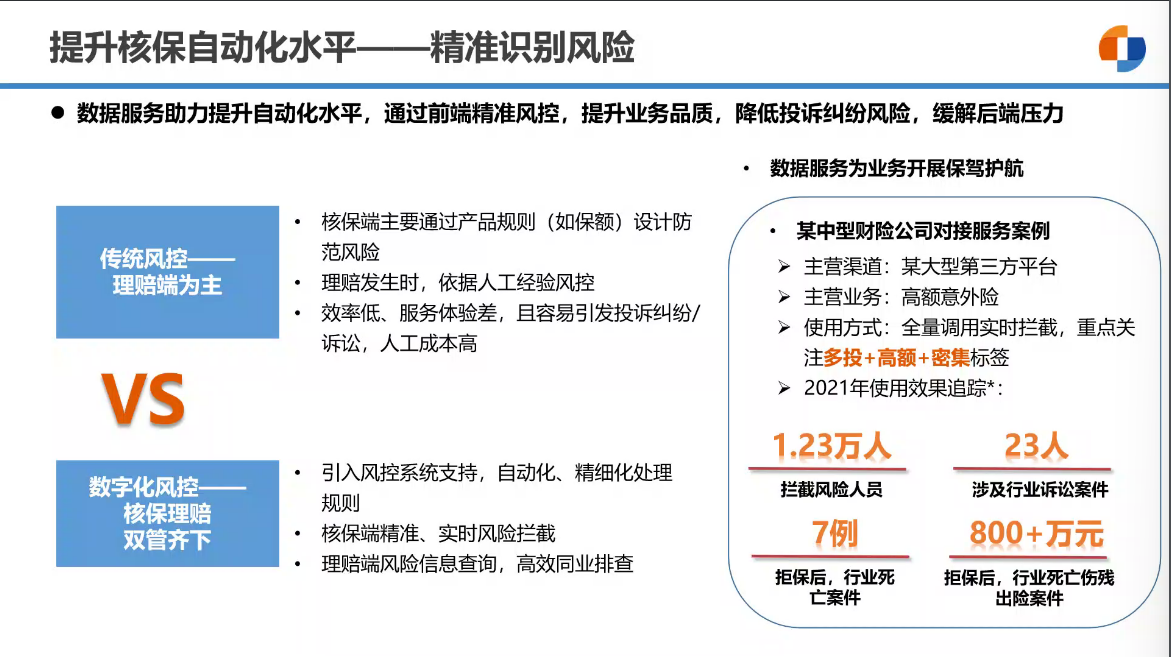 提升核保自动化水平——精准识别风险
● 数据服务助力提升自动化水平，通过前端精准风控，提升业务品质，降低投诉纠纷风险，缓解后端压力
传统风控——
理赔端为主
• 核保端主要通过产品规则（如保额）设计防
范风险
• 理赔发生时，依据人工经验风控
• 效率低、服务体验差，且容易引发投诉纠纷/
诉讼，人工成本高
VS
数字化风控——
核保理赔
双管齐下
• 引入风控系统支持，自动化、精细化处理
规则
• 核保端精准、实时风险拦截
• 理赔端风险信息查询，高效同业排查
• 数据服务为业务开展保驾护航
• 某中型财险公司对接服务案例
➢ 主营渠道：某大型第三方平台
➢ 主营业务：高额意外险
➢ 使用方式：全量调用实时拦截，重点关
注多投+高额+密集标签
➢ 2021年使用效果追踪*：
1.23万人
拦截风险人员
23人
涉及行业诉讼案件
7例
拒保后，行业死
亡案件
800+万元
拒保后，行业死亡伤残
出险案件